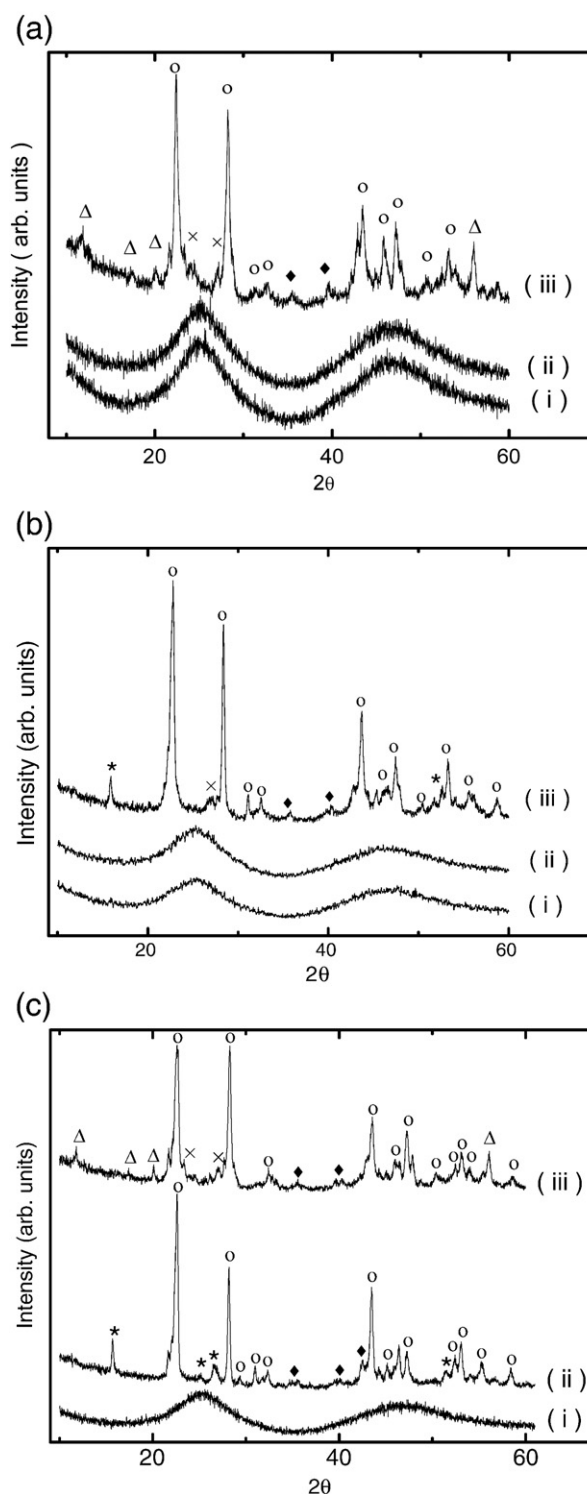 (a)
Intensity ( arb. units )
o o
Δ Δ Δ × × o o ♦ ♦ o o o o o Δ
( iii )
( ii )
( i )
20 40 60
2θ
(b)
Intensity (arb. units)
o o
* × o o ♦ ♦ o o o o * o o o
( iii )
( ii )
( i )
20 40 60
2θ
(c)
Intensity (arb. units)
o o
Δ Δ Δ × × o ♦ ♦ o o o o o o o Δ o
( iii )
o o
* * * o o o ♦ ♦ ♦ o o o * o o o o
( ii )
( i )
20 40 60
2θ